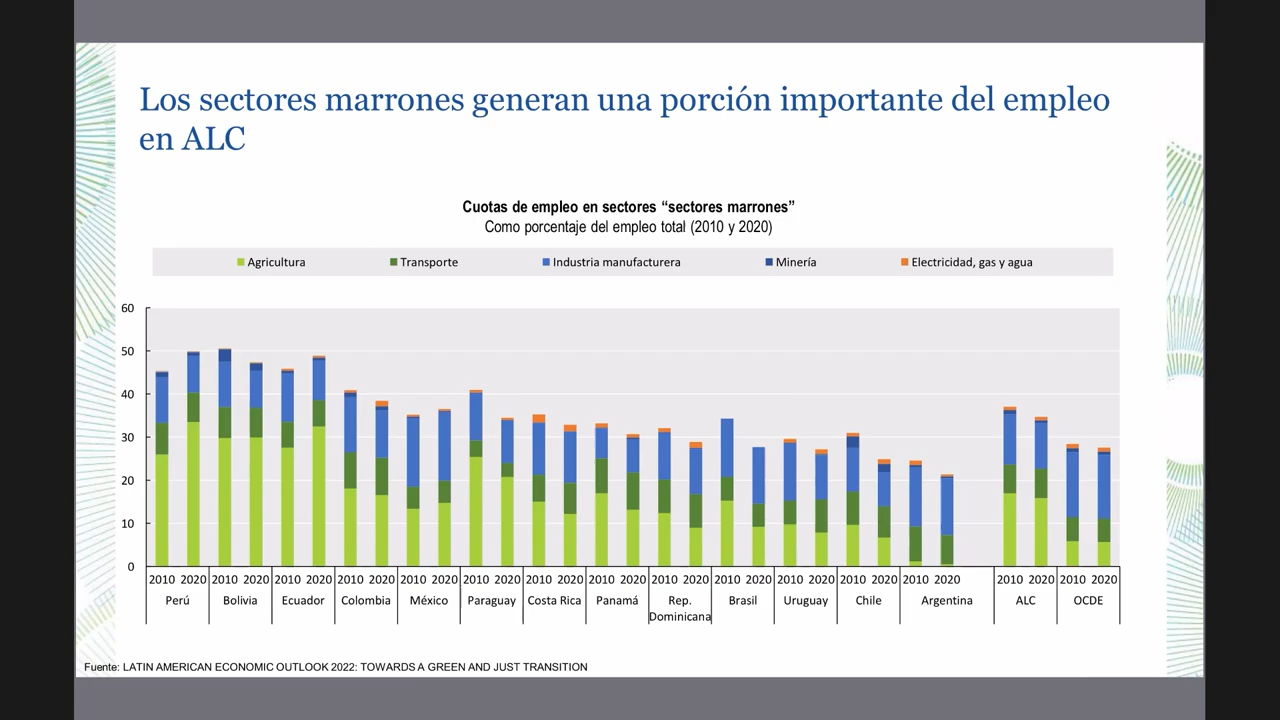 Los sectores marrones generan una porción importante del empleo
en ALC
Cuotas de empleo en sectores “sectores marrones”
Como porcentaje del empleo total (2010 y 2020)
Agricultura Transporte Industria manufacturera Minería Electricidad, gas y agua
60
50
40
30
20
10
0
2010 2020 2010 2020 2010 2020 2010 2020 2010 2020 2010 2020 2010 2020 2010 2020 2010 2020 2010 2020 2010 2020 2010 2020 2010 2020 2010 2020 2010 2020
Perú Bolivia Ecuador Colombia México Paraguay Costa Rica Panamá Rep. Brasil Uruguay Chile Argentina ALC OCDE
Dominicana
Fuente: LATIN AMERICAN ECONOMIC OUTLOOK 2022: TOWARDS A GREEN AND JUST TRANSITION